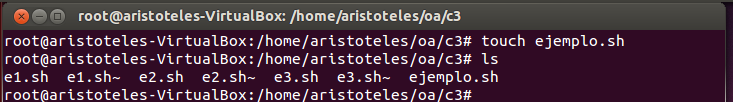 root@aristoteles-VirtualBox: /home/aristoteles/oa/c3
root@aristoteles-VirtualBox:/home/aristoteles/oa/c3# touch ejemplo.sh
root@aristoteles-VirtualBox:/home/aristoteles/oa/c3# ls
e1.sh  e1.sh~  e2.sh  e2.sh~  e3.sh  e3.sh~  ejemplo.sh
root@aristoteles-VirtualBox:/home/aristoteles/oa/c3#